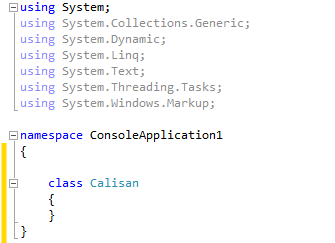 using System;
using System.Collections.Generic;
using System.Dynamic;
using System.Linq;
using System.Text;
using System.Threading.Tasks;
using System.Windows.Markup;
namespace ConsoleApplication1
{
class Calisan
{
}
}